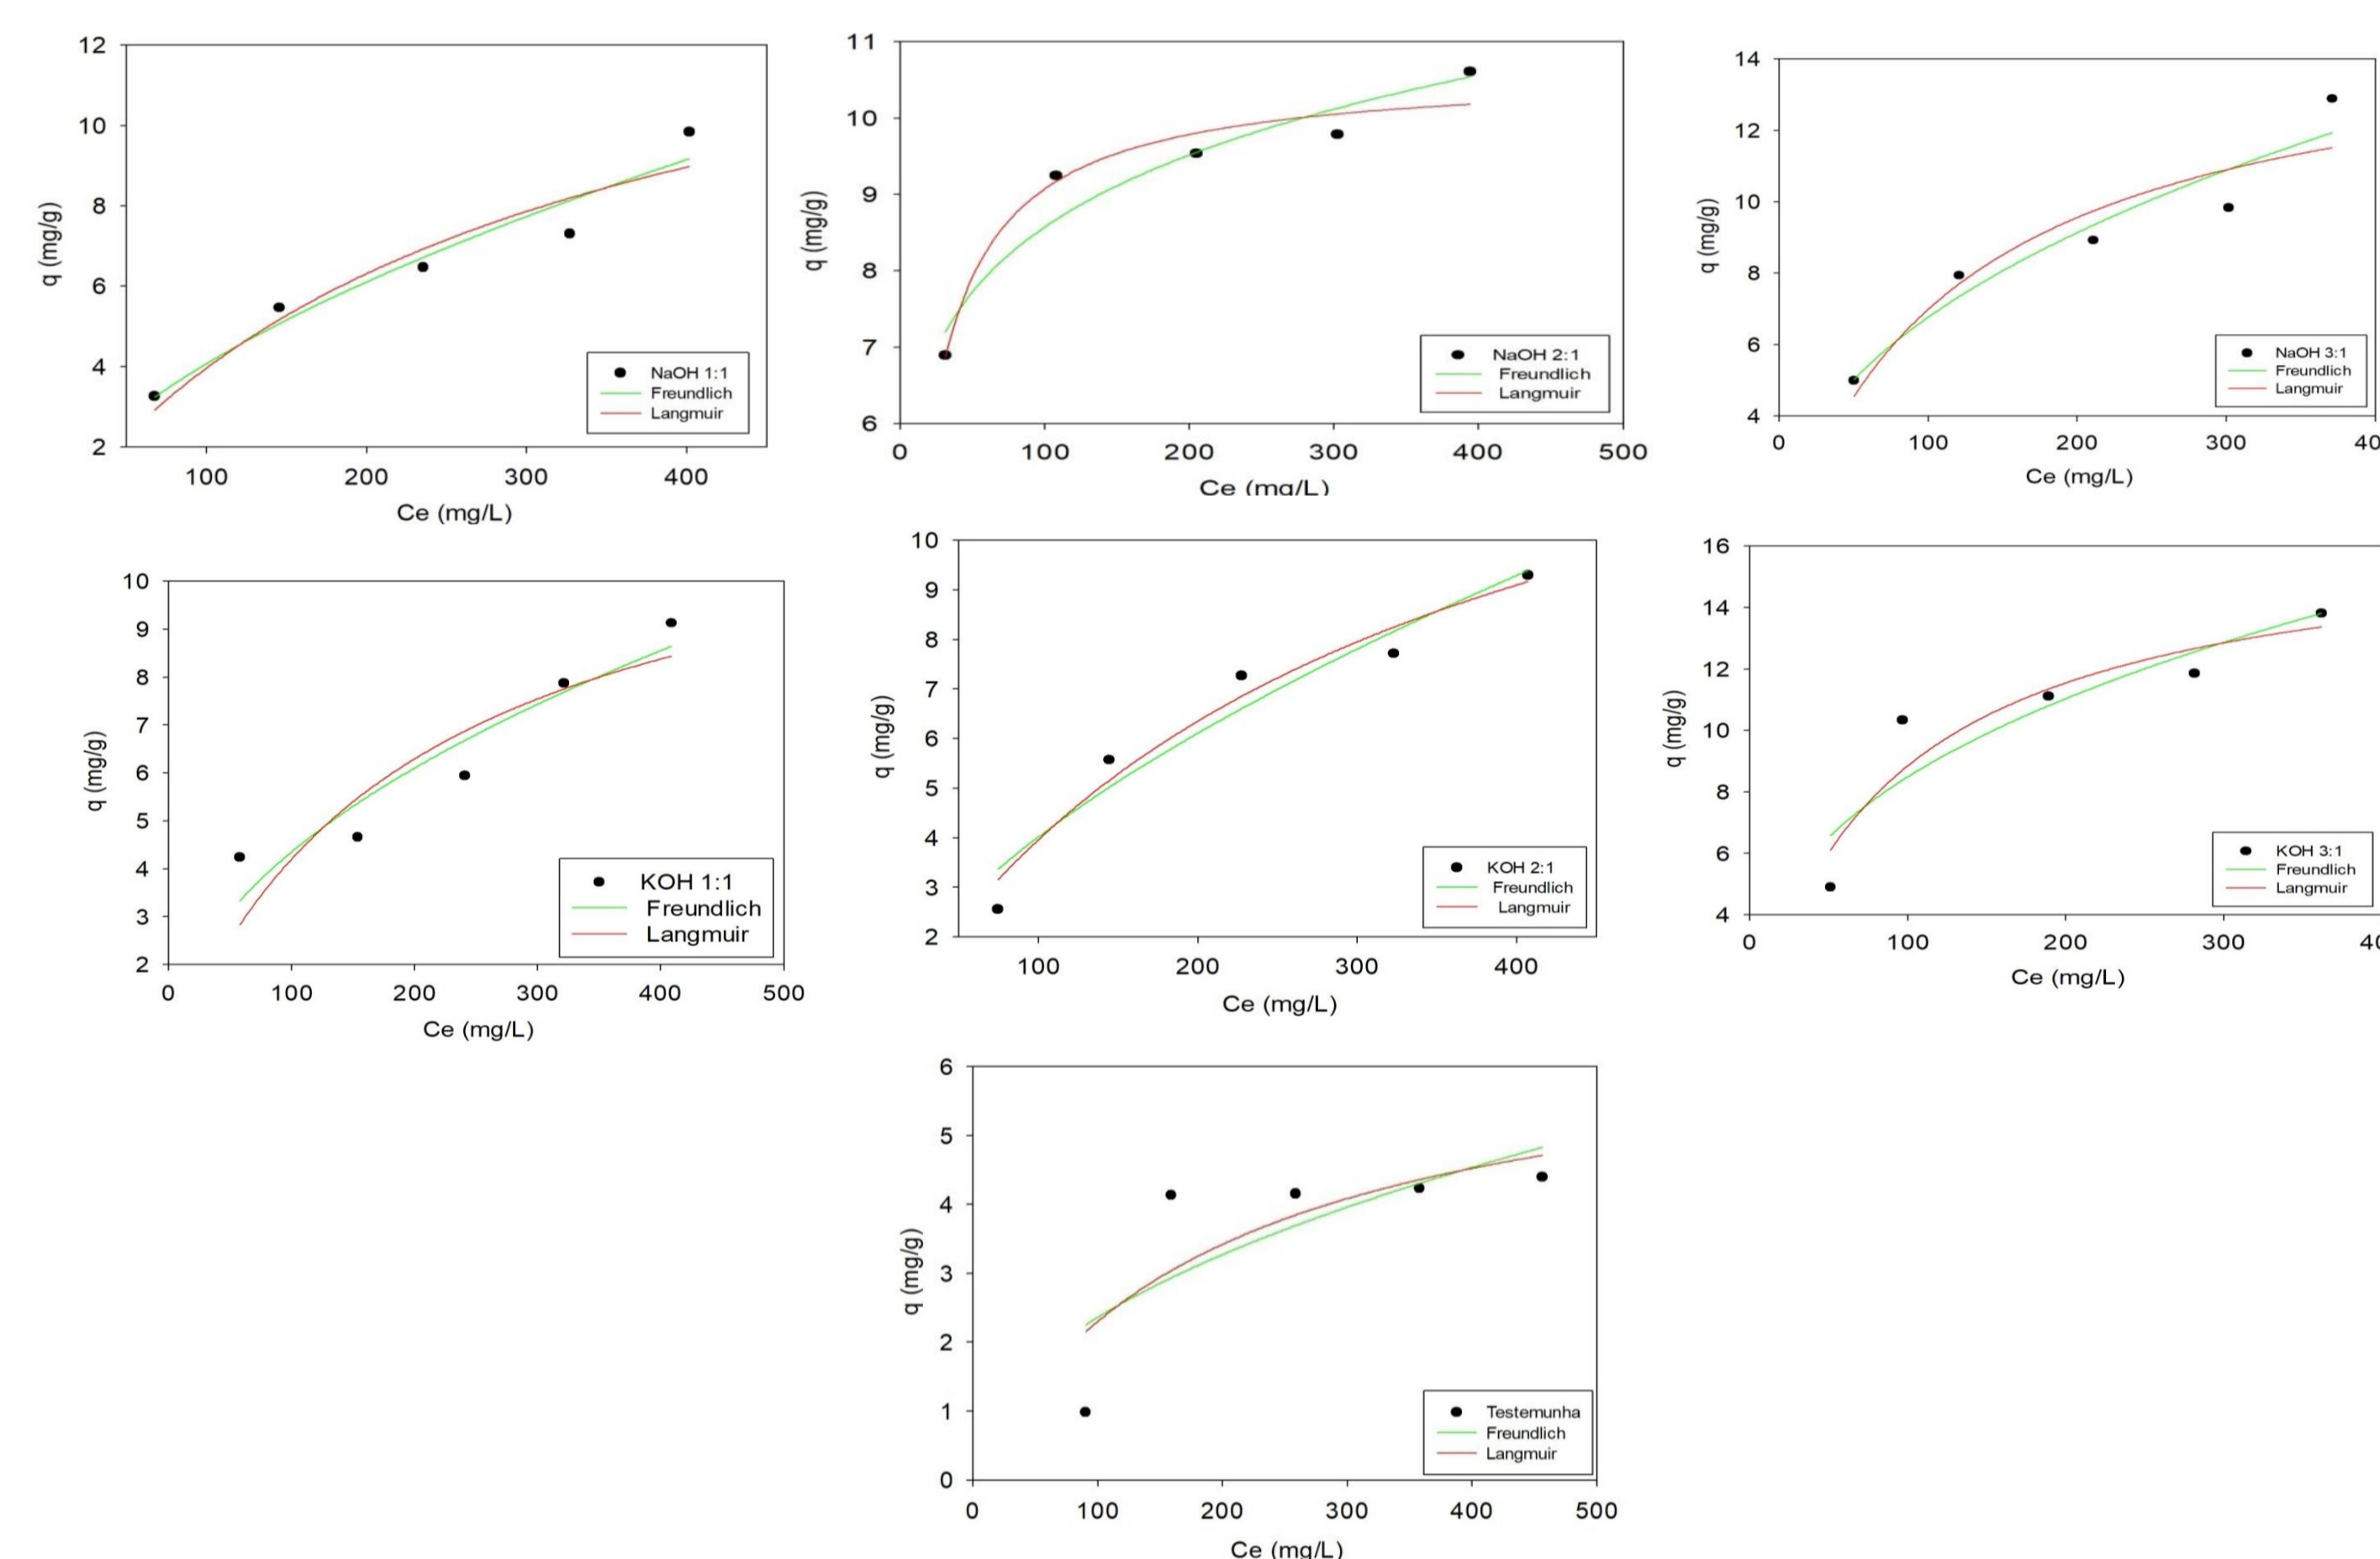 12
10
8
6
4
2
q (mg/g)
100 200 300 400
Ce (mg/L)
NaOH 1:1
Freundlich
Langmuir
11
10
9
8
7
6
q (mg/g)
0 100 200 300 400 500
Ce (mg/L)
NaOH 2:1
Freundlich
Langmuir
14
12
10
8
6
4
q (mg/g)
0 100 200 300 40
Ce (mg/L)
NaOH 3:1
Freundlich
Langmuir
10
9
8
7
6
5
4
3
2
q (mg/g)
0 100 200 300 400 500
Ce (mg/L)
KOH 1:1
Freundlich
Langmuir
10
9
8
7
6
5
4
3
2
q (mg/g)
100 200 300 400
Ce (mg/L)
KOH 2:1
Freundlich
Langmuir
16
14
12
10
8
6
4
q (mg/g)
0 100 200 300 40
Ce (mg/L)
KOH 3:1
Freundlich
Langmuir
6
5
4
3
2
1
0
q (mg/g)
0 100 200 300 400 500
Ce (mg/L)
Testemunha
Freundlich
Langmuir